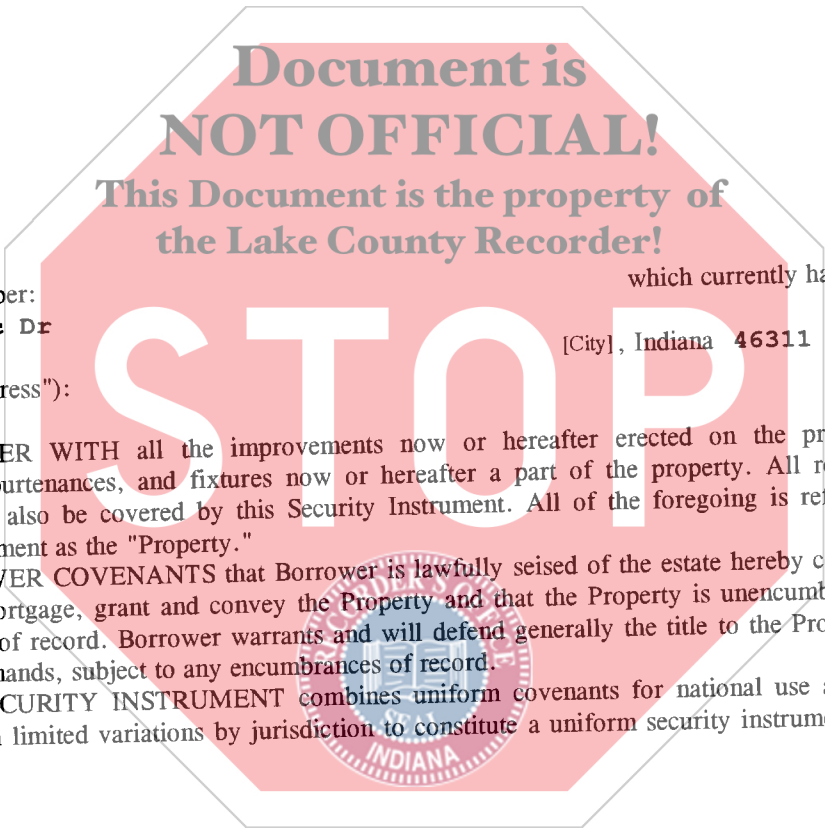 Document is
NOT OFFICIAL!
This Document is the property of
the Lake County Recorder!
which currently ha
per:
Dr
[City], Indiana 46311
ress"):
STOP
ER WITH all the improvements now or hereafter erected on the pr
urtenances, and fixtures now or hereafter a part of the property. All re
also be covered by this Security Instrument. All of the foregoing is ref
ment as the "Property."
VER COVENANTS that Borrower is lawfully seised of the estate hereby c
ortgage, grant and convey the Property and that the Property is unencumb
of record. Borrower warrants and will defend generally the title to the Pro
ands, subject to any encumbrances of record.
CURITY INSTRUMENT combines uniform covenants for national use a
limited variations by jurisdiction to constitute a uniform security instrume
RECORDER'S OFFICE
SEAL
INDIANA